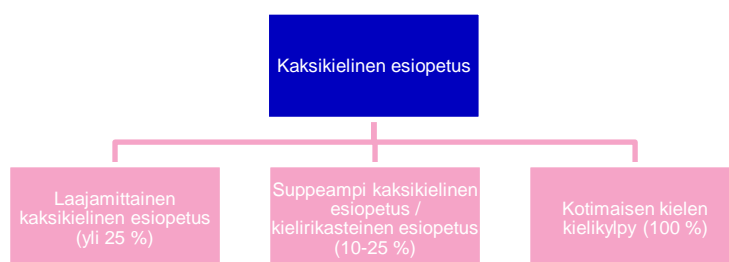 Kaksikielinen esiopetus
Laajamittainen
kaksikielinen esiopetus
(yli 25 %)
Suppeampi kaksikielinen
esiopetus /
kielirikasteinen esiopetus
(10-25 %)
Kotimaisen kielen
kielikylpy (100 %)